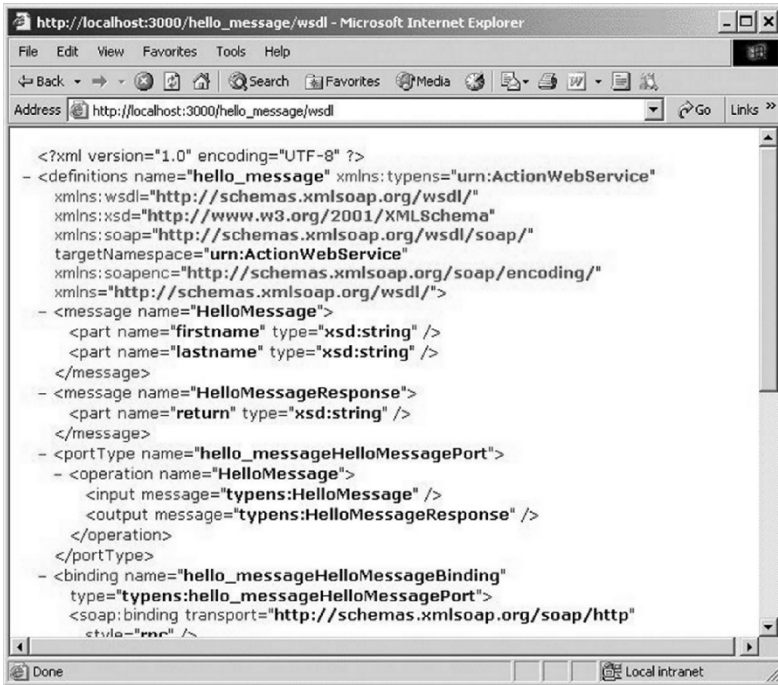 http://localhost:3000/hello_message/wsdl - Microsoft Internet Explorer
File Edit View Favorites Tools Help
Back Search Favorites Media
Address http://localhost:3000/hello_message/wsdl Go Links »
<?xml version="1.0" encoding="UTF-8" ?>
- <definitions name="hello_message" xmlns:typens="urn:ActionWebService"
xmlns:wsdl="http://schemas.xmlsoap.org/wsdl/"
xmlns:xsd="http://www.w3.org/2001/XMLSchema"
xmlns:soap="http://schemas.xmlsoap.org/wsdl/soap/"
targetNamespace="urn:ActionWebService"
xmlns:soapenc="http://schemas.xmlsoap.org/soap/encoding/"
xmlns="http://schemas.xmlsoap.org/wsdl/">
- <message name="HelloMessage">
<part name="firstname" type="xsd:string" />
<part name="lastname" type="xsd:string" />
</message>
- <message name="HelloMessageResponse">
<part name="return" type="xsd:string" />
</message>
- <portType name="hello_messageHelloMessagePort">
- <operation name="HelloMessage">
<input message="typens:HelloMessage" />
<output message="typens:HelloMessageResponse" />
</operation>
</portType>
- <binding name="hello_messageHelloMessageBinding"
type="typens:hello_messageHelloMessagePort">
<soap:binding transport="http://schemas.xmlsoap.org/soap/http"
style="rpc" />
Done Local intranet